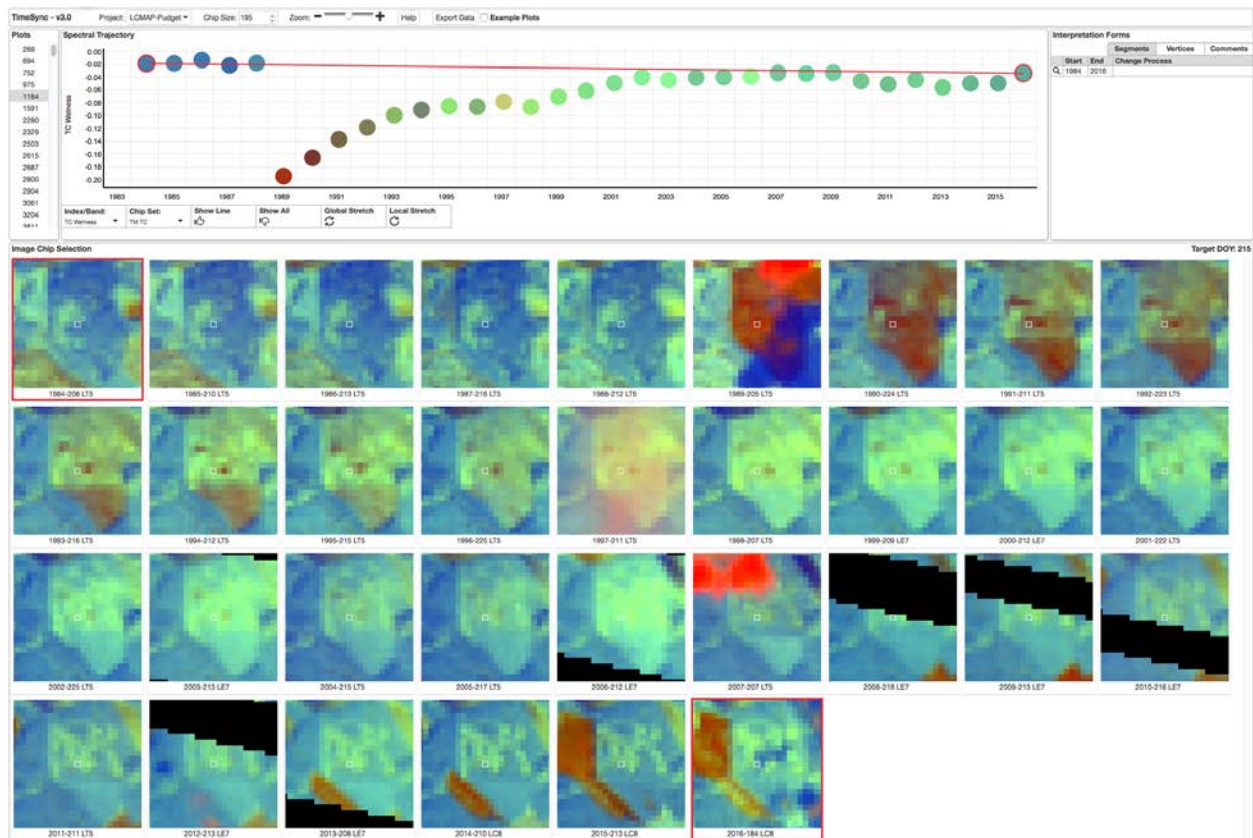 TimeSync - v3.0 Project: LCMAP-Pudget Chip Size: 195 Zoom: Help Export Data Example Plots
Plots Spectral Trajectory Interpretation Forms
Segments Vertices Comments
Start End Change Process
1984 2016
268
694
752
975
1184
1591
2260
2329
2503
2615
2687
2800
2904
3061
3204
TC Wetness
0.00
-0.02
-0.04
-0.06
-0.08
-0.10
-0.12
-0.14
-0.16
-0.18
-0.20
1983 1985 1987 1989 1991 1993 1995 1997 1999 2001 2003 2005 2007 2009 2011 2013 2015
Index/Band: Chip Set: Show Line Show All Global Stretch Local Stretch
TC Wetness TM TC
Image Chip Selection Target DOY: 215
1984-208 LT5 1985-210 LT5 1986-213 LT5 1987-216 LT5 1988-212 LT5 1989-205 LT5 1990-224 LT5 1991-211 LT5 1992-223 LT5
1993-216 LT5 1994-212 LT5 1995-215 LT5 1996-225 LT5 1997-211 LT5 1998-207 LT5 1999-209 LE7 2000-212 LE7 2001-222 LT5
2002-225 LT5 2003-213 LE7 2004-215 LT5 2005-217 LT5 2006-212 LE7 2007-207 LT5 2008-218 LE7 2009-213 LE7 2010-216 LE7
2011-211 LT5 2012-213 LE7 2013-208 LE7 2014-210 LC8 2015-213 LC8 2016-184 LC8